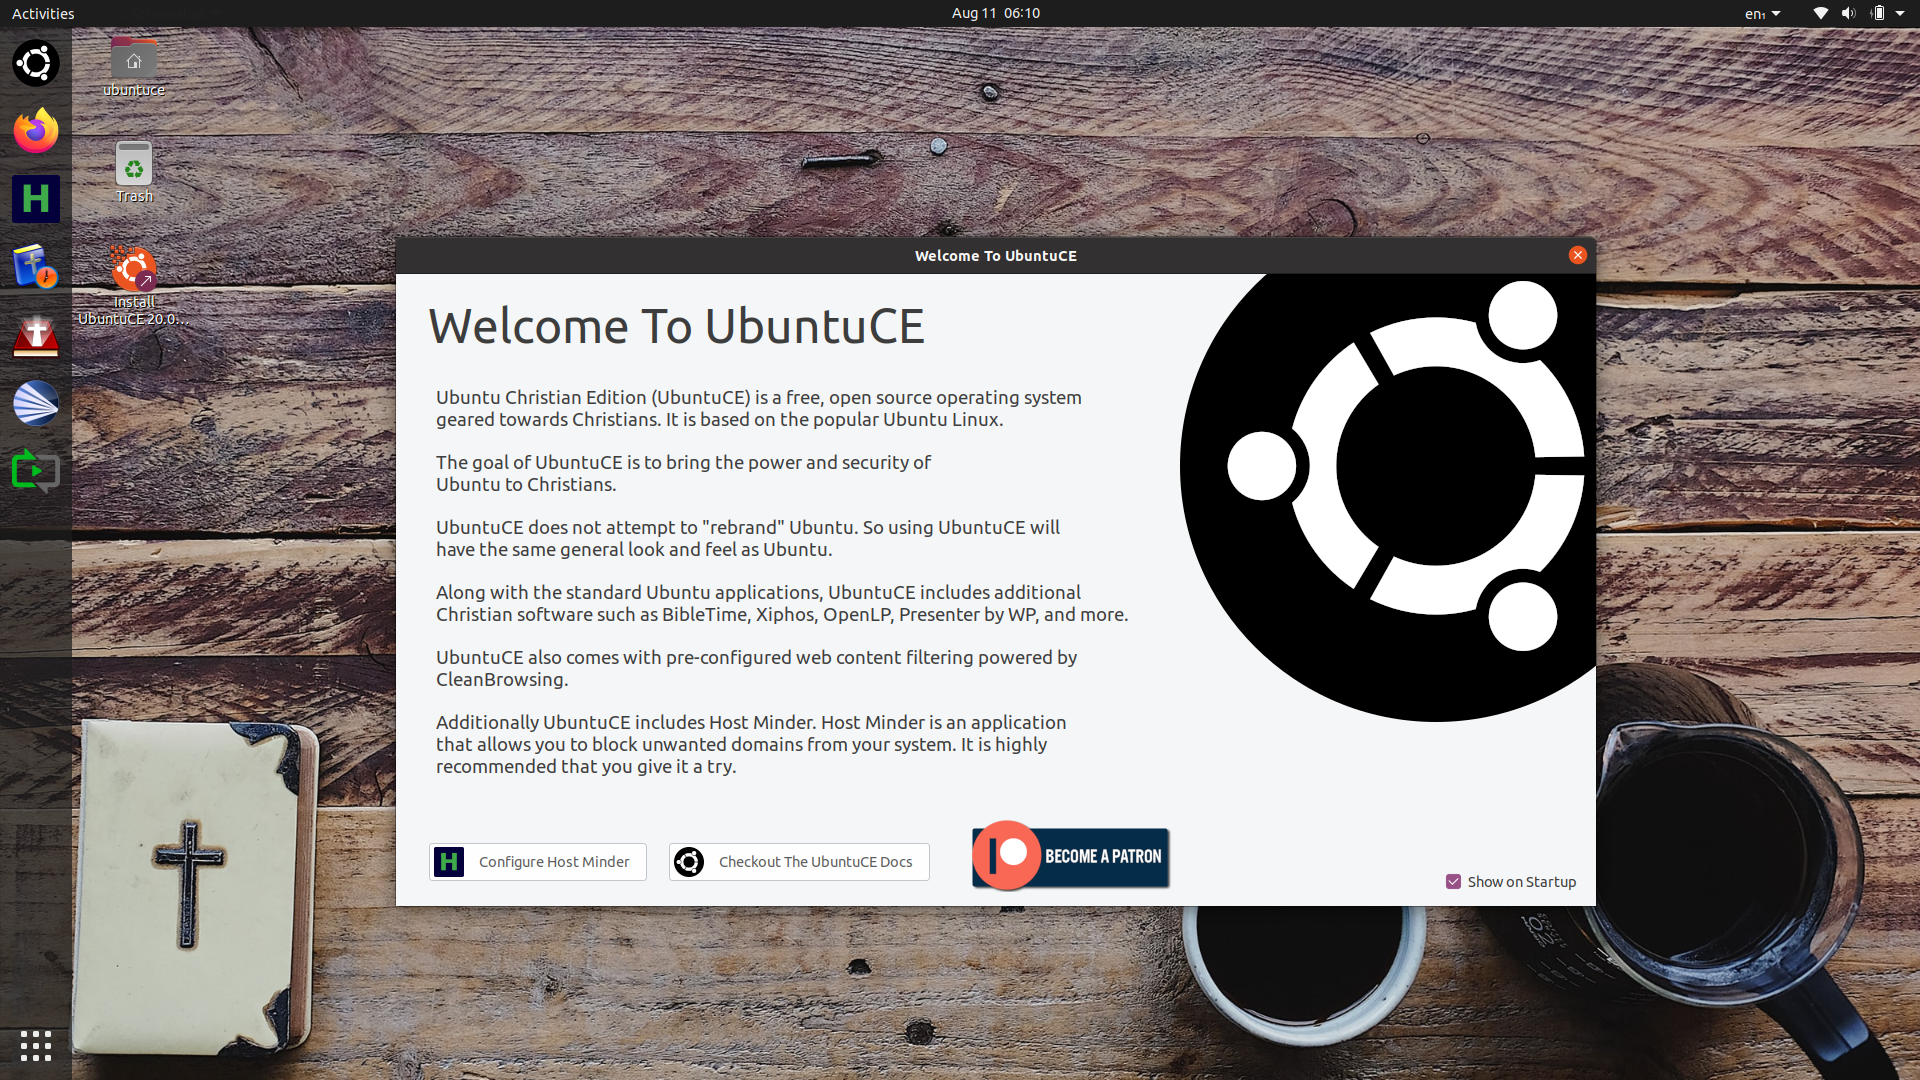 Activities
Aug 11 06:10
en₁
ubuntuce
Trash
Install
UbuntuCE 20.0...
Welcome To UbuntuCE
Welcome To UbuntuCE
Ubuntu Christian Edition (UbuntuCE) is a free, open source operating system
geared towards Christians. It is based on the popular Ubuntu Linux.
The goal of UbuntuCE is to bring the power and security of
Ubuntu to Christians.
UbuntuCE does not attempt to "rebrand" Ubuntu. So using UbuntuCE will
have the same general look and feel as Ubuntu.
Along with the standard Ubuntu applications, UbuntuCE includes additional
Christian software such as BibleTime, Xiphos, OpenLP, Presenter by WP, and more.
UbuntuCE also comes with pre-configured web content filtering powered by
CleanBrowsing.
Additionally UbuntuCE includes Host Minder. Host Minder is an application
that allows you to block unwanted domains from your system. It is highly
recommended that you give it a try.
H
H Configure Host Minder
Checkout The UbuntuCE Docs
BECOME A PATRON
Show on Startup